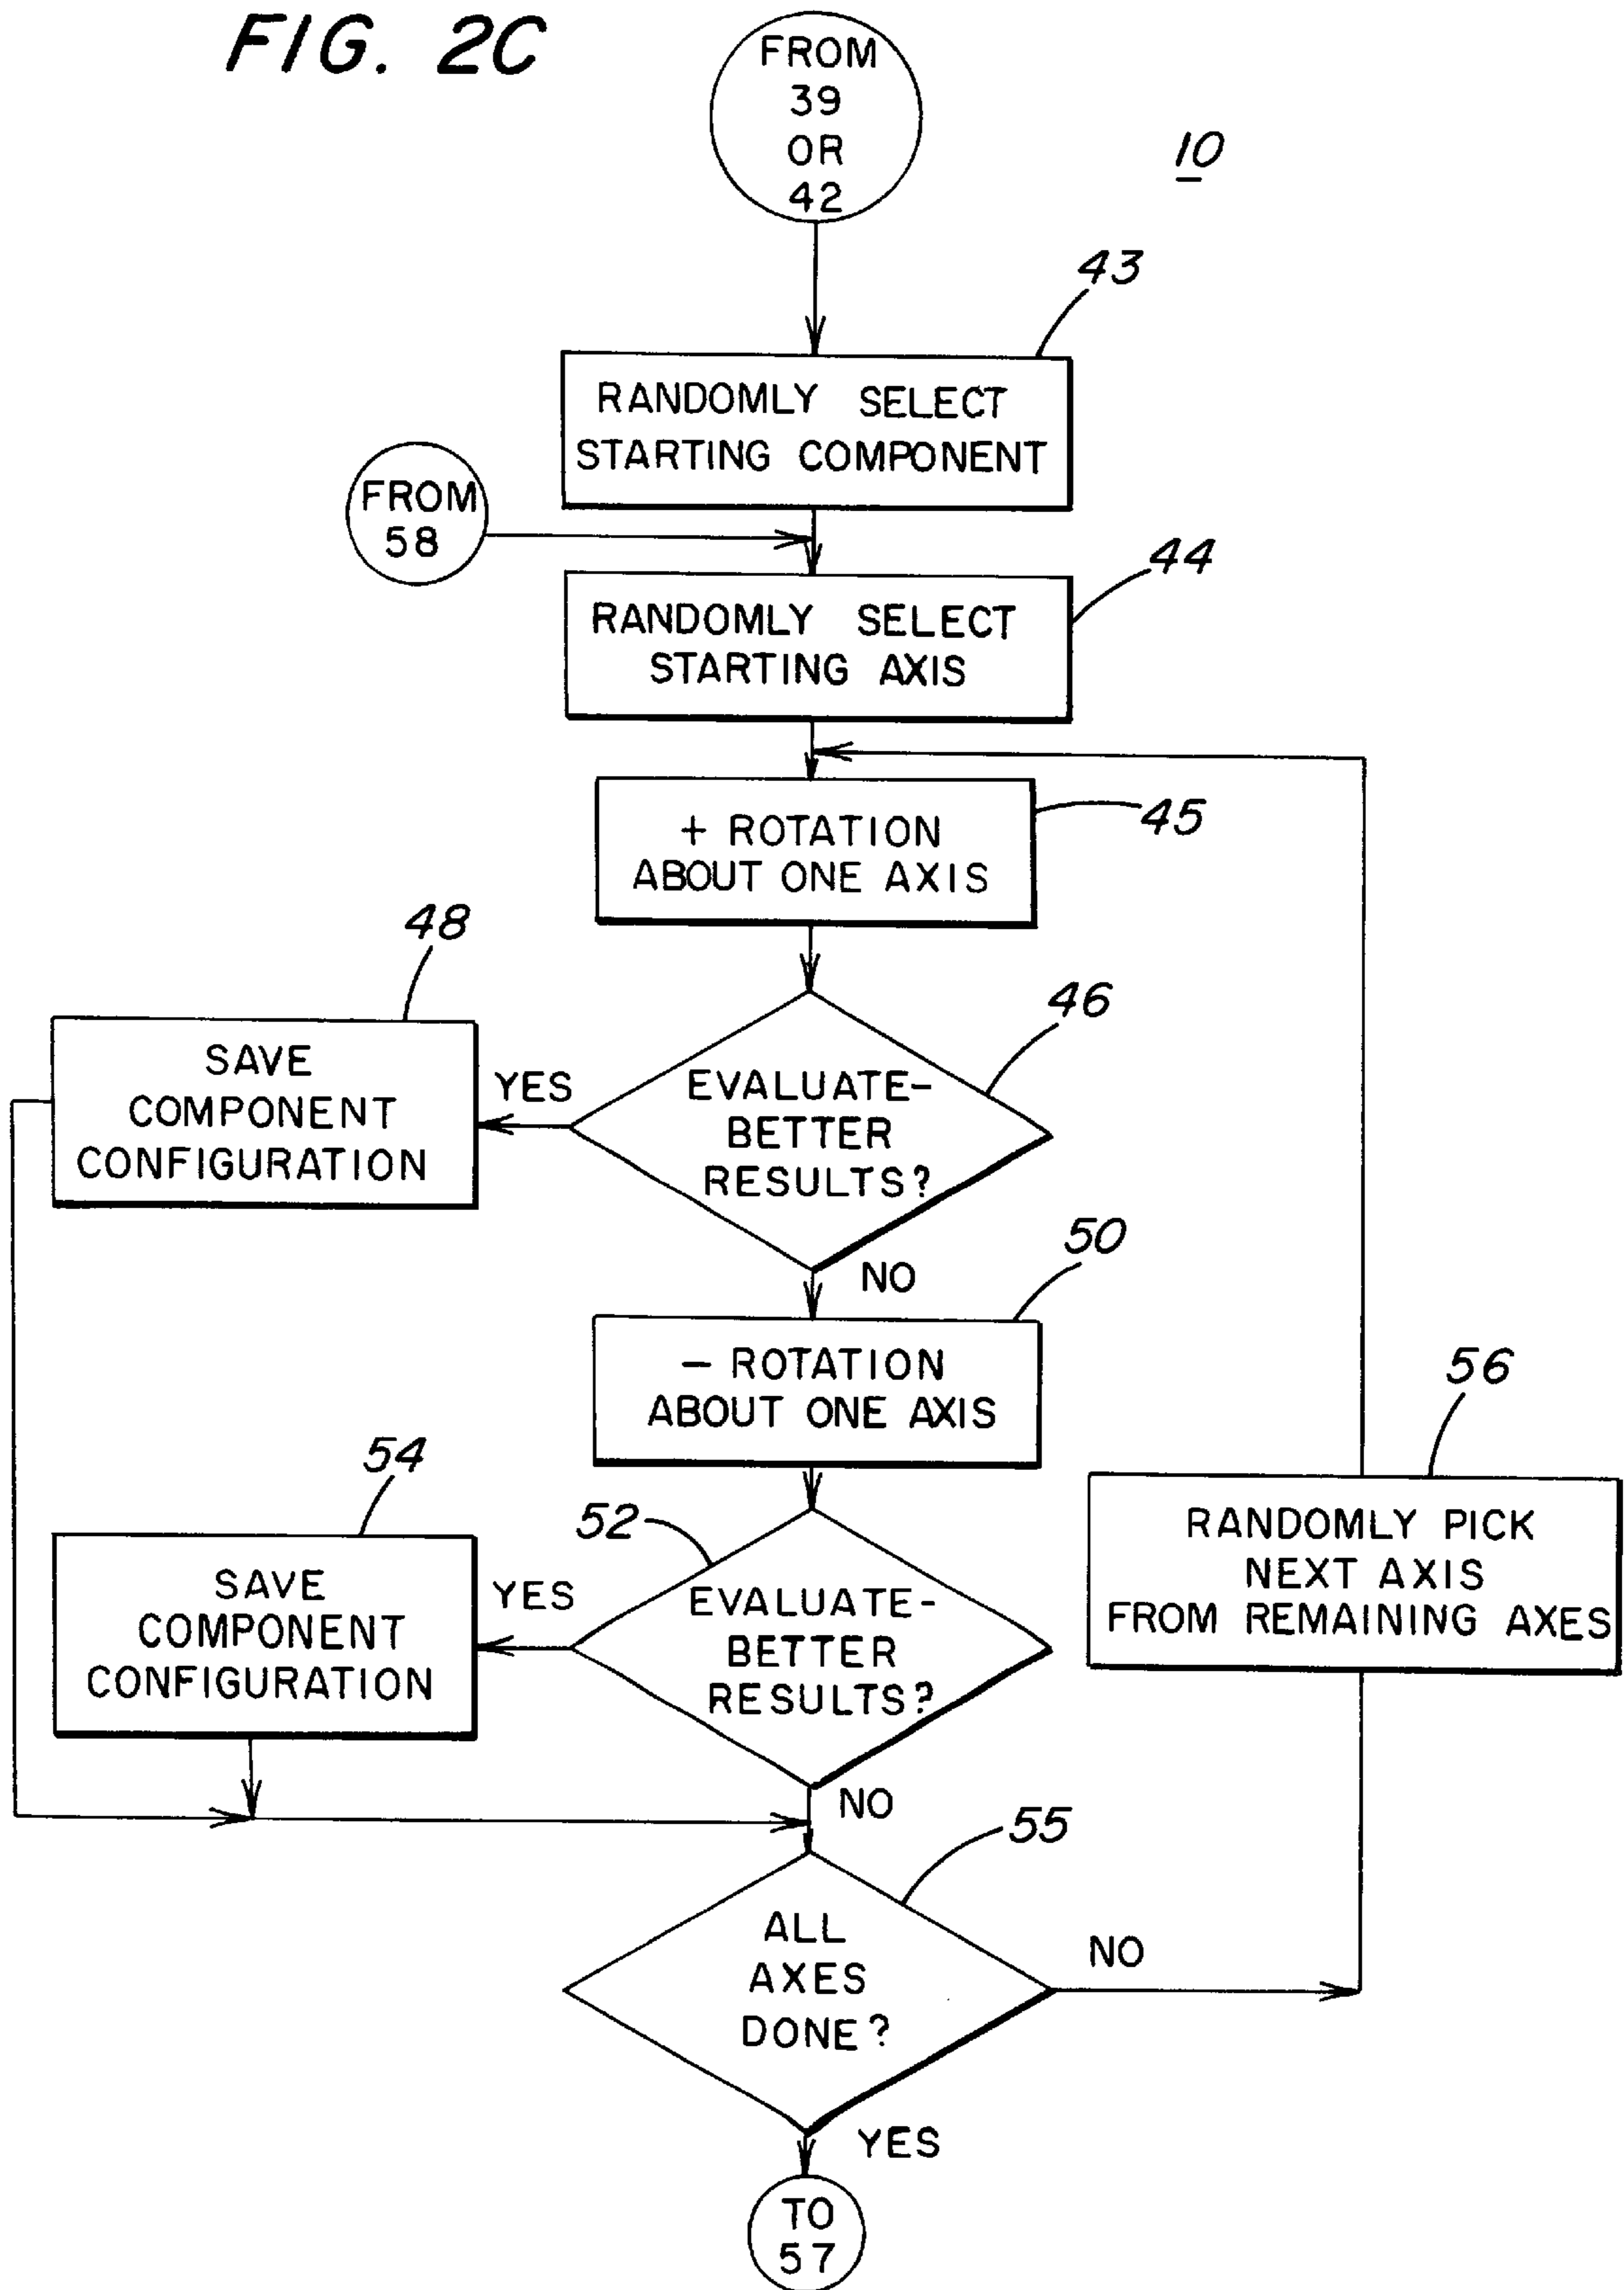 FIG. 2C
FROM
39
OR
42
10
43
RANDOMLY SELECT
STARTING COMPONENT
FROM
58
44
RANDOMLY SELECT
STARTING AXIS
+ ROTATION
ABOUT ONE AXIS
45
48
46
SAVE
COMPONENT
CONFIGURATION
YES
EVALUATE-
BETTER
RESULTS?
NO
50
- ROTATION
ABOUT ONE AXIS
56
54
52
SAVE
COMPONENT
CONFIGURATION
YES
EVALUATE-
BETTER
RESULTS?
RANDOMLY PICK
NEXT AXIS
FROM REMAINING AXES
NO
55
ALL
AXES
DONE?
NO
YES
TO
57